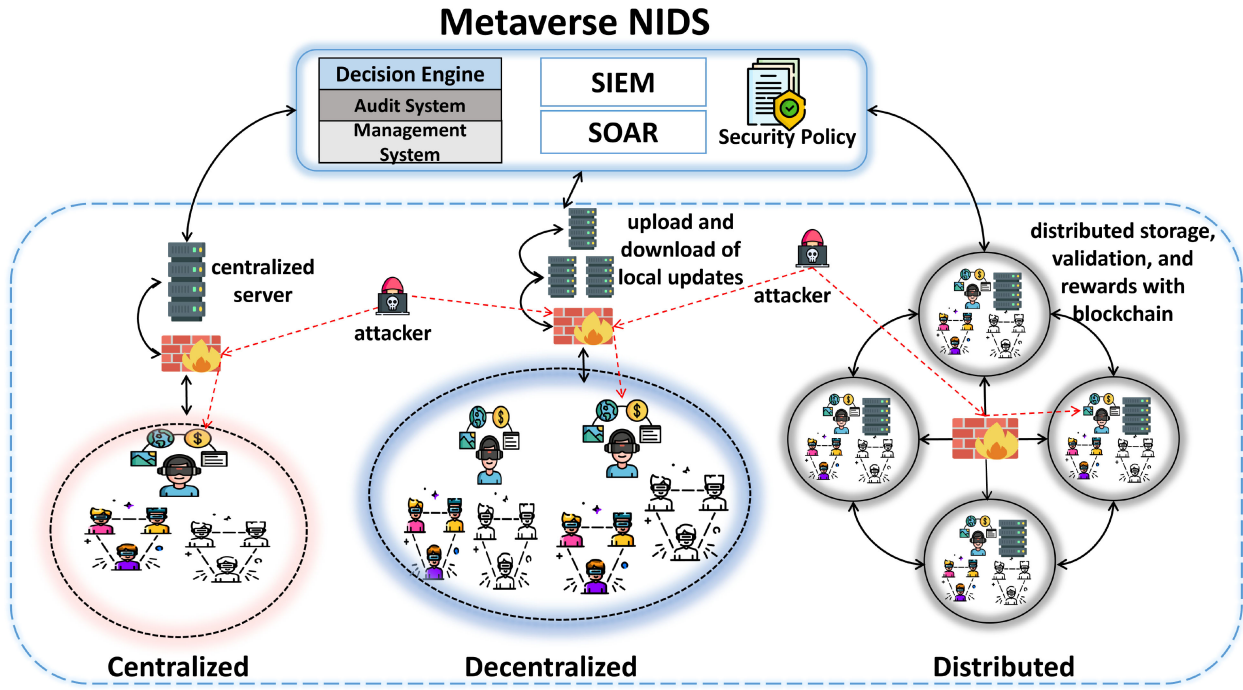 Metaverse NIDS
Decision Engine
Audit System
Management
System
SIEM
SOAR
Security Policy
centralized
server
attacker
upload and
download of
local updates
attacker
distributed storage,
validation, and
rewards with
blockchain
Centralized
Decentralized
Distributed